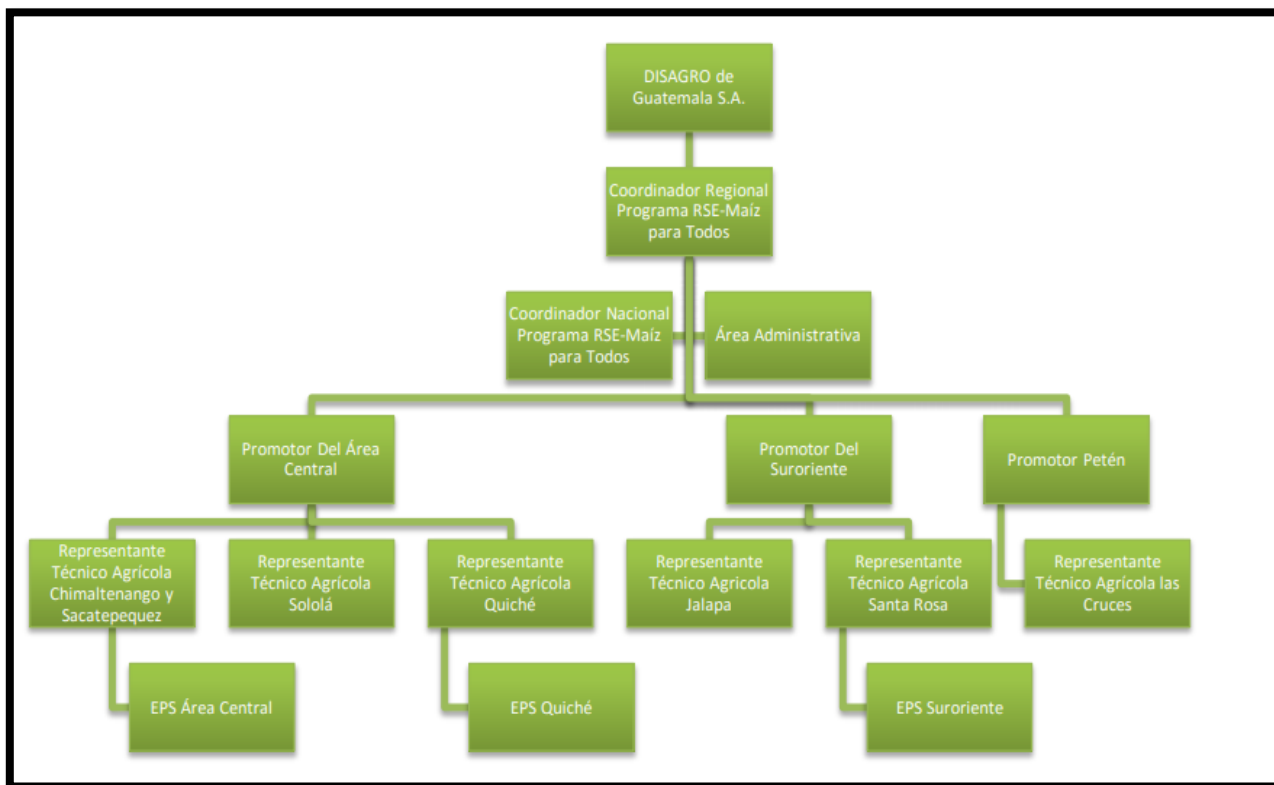 DISAGRO de
Guatemala S.A.
Coordinador Regional
Programa RSE-Maíz
para Todos
Coordinador Nacional
Programa RSE-Maíz
para Todos
Área Administrativa
Promotor Del Área
Central
Promotor Del
Suroriente
Promotor Petén
Representante
Técnico Agrícola
Chimaltenango y
Sacatepequez
Representante
Técnico Agrícola
Sololá
Representante
Técnico Agrícola
Quiché
Representante
Técnico Agricola
Jalapa
Representante
Técnico Agrícola
Santa Rosa
Representante
Técnico Agrícola las
Cruces
EPS Área Central
EPS Quiché
EPS Suroriente